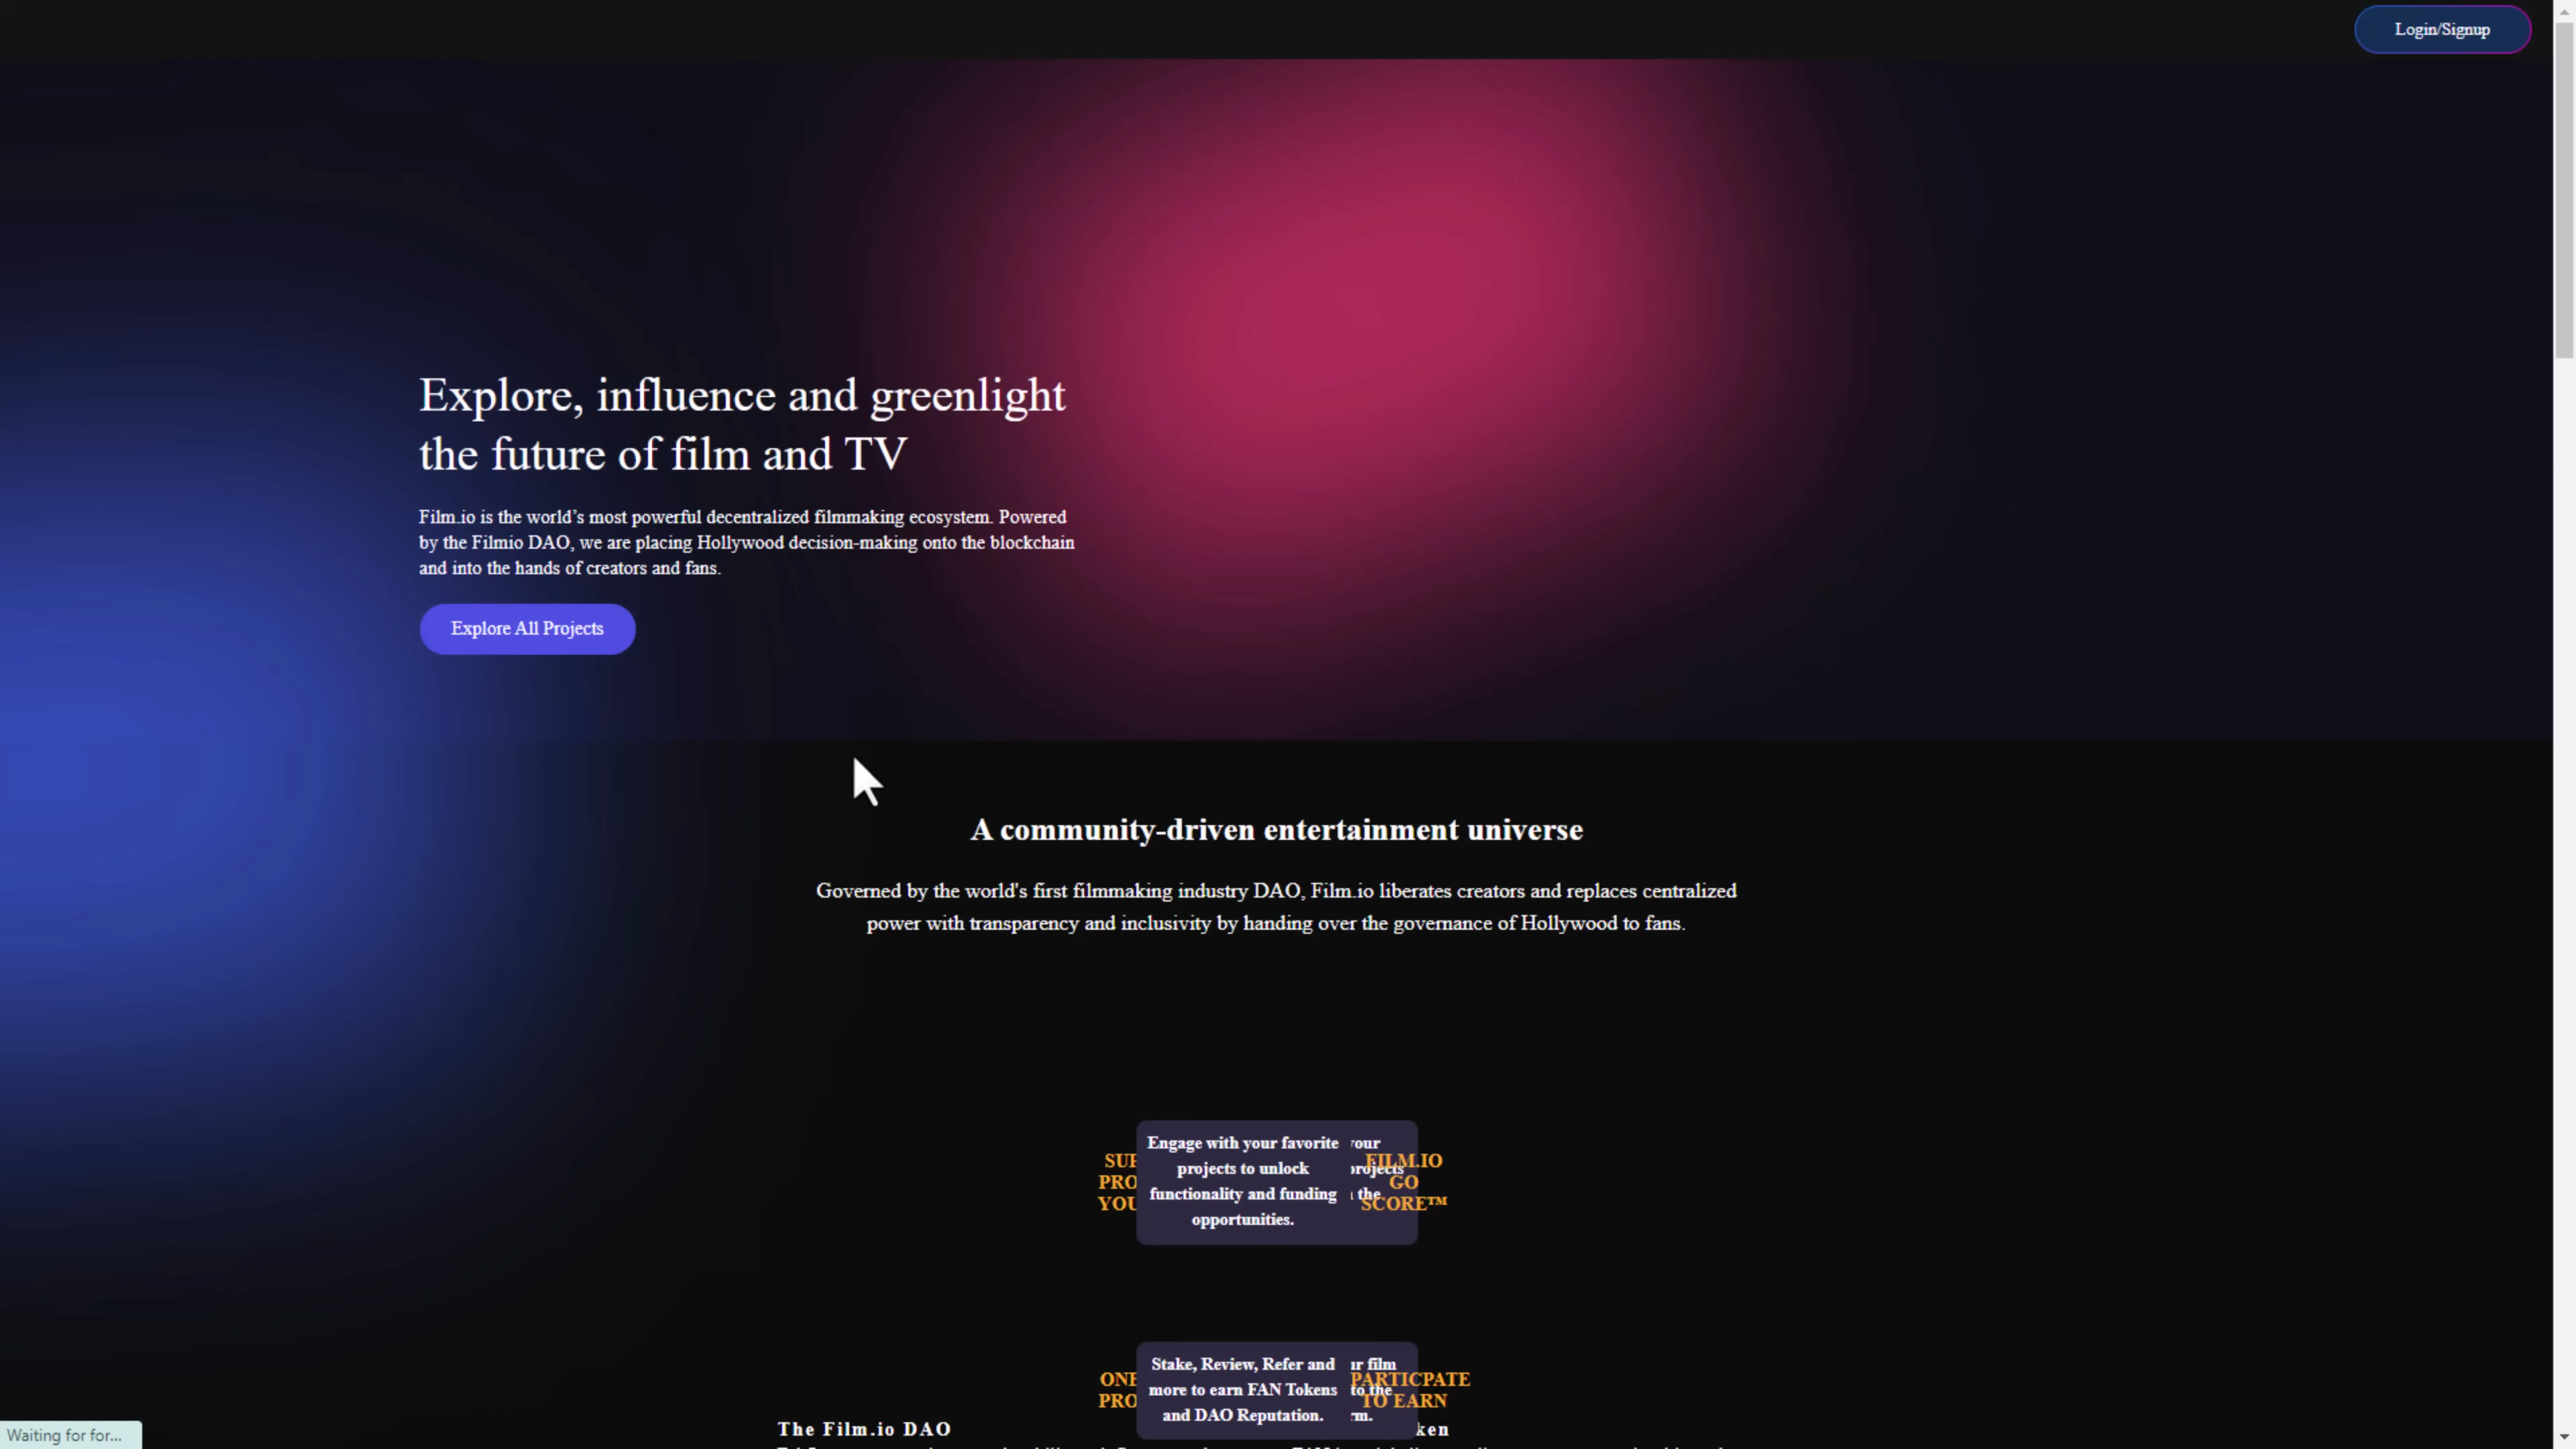 Login/Signup
Explore, influence and greenlight
the future of film and TV
Film.io is the world’s most powerful decentralized filmmaking ecosystem. Powered
by the Filmio DAO, we are placing Hollywood decision-making onto the blockchain
and into the hands of creators and fans.
Explore All Projects
A community-driven entertainment universe
Governed by the world's first filmmaking industry DAO, Film.io liberates creators and replaces centralized
power with transparency and inclusivity by handing over the governance of Hollywood to fans.
Engage with your favorite
projects to unlock
functionality and funding
opportunities.
FILM.IO
GO
SCORE™
Stake, Review, Refer and
more to earn FAN Tokens
and DAO Reputation.
PARTICPATE
TO EARN
The Film.io DAO
Waiting for for...